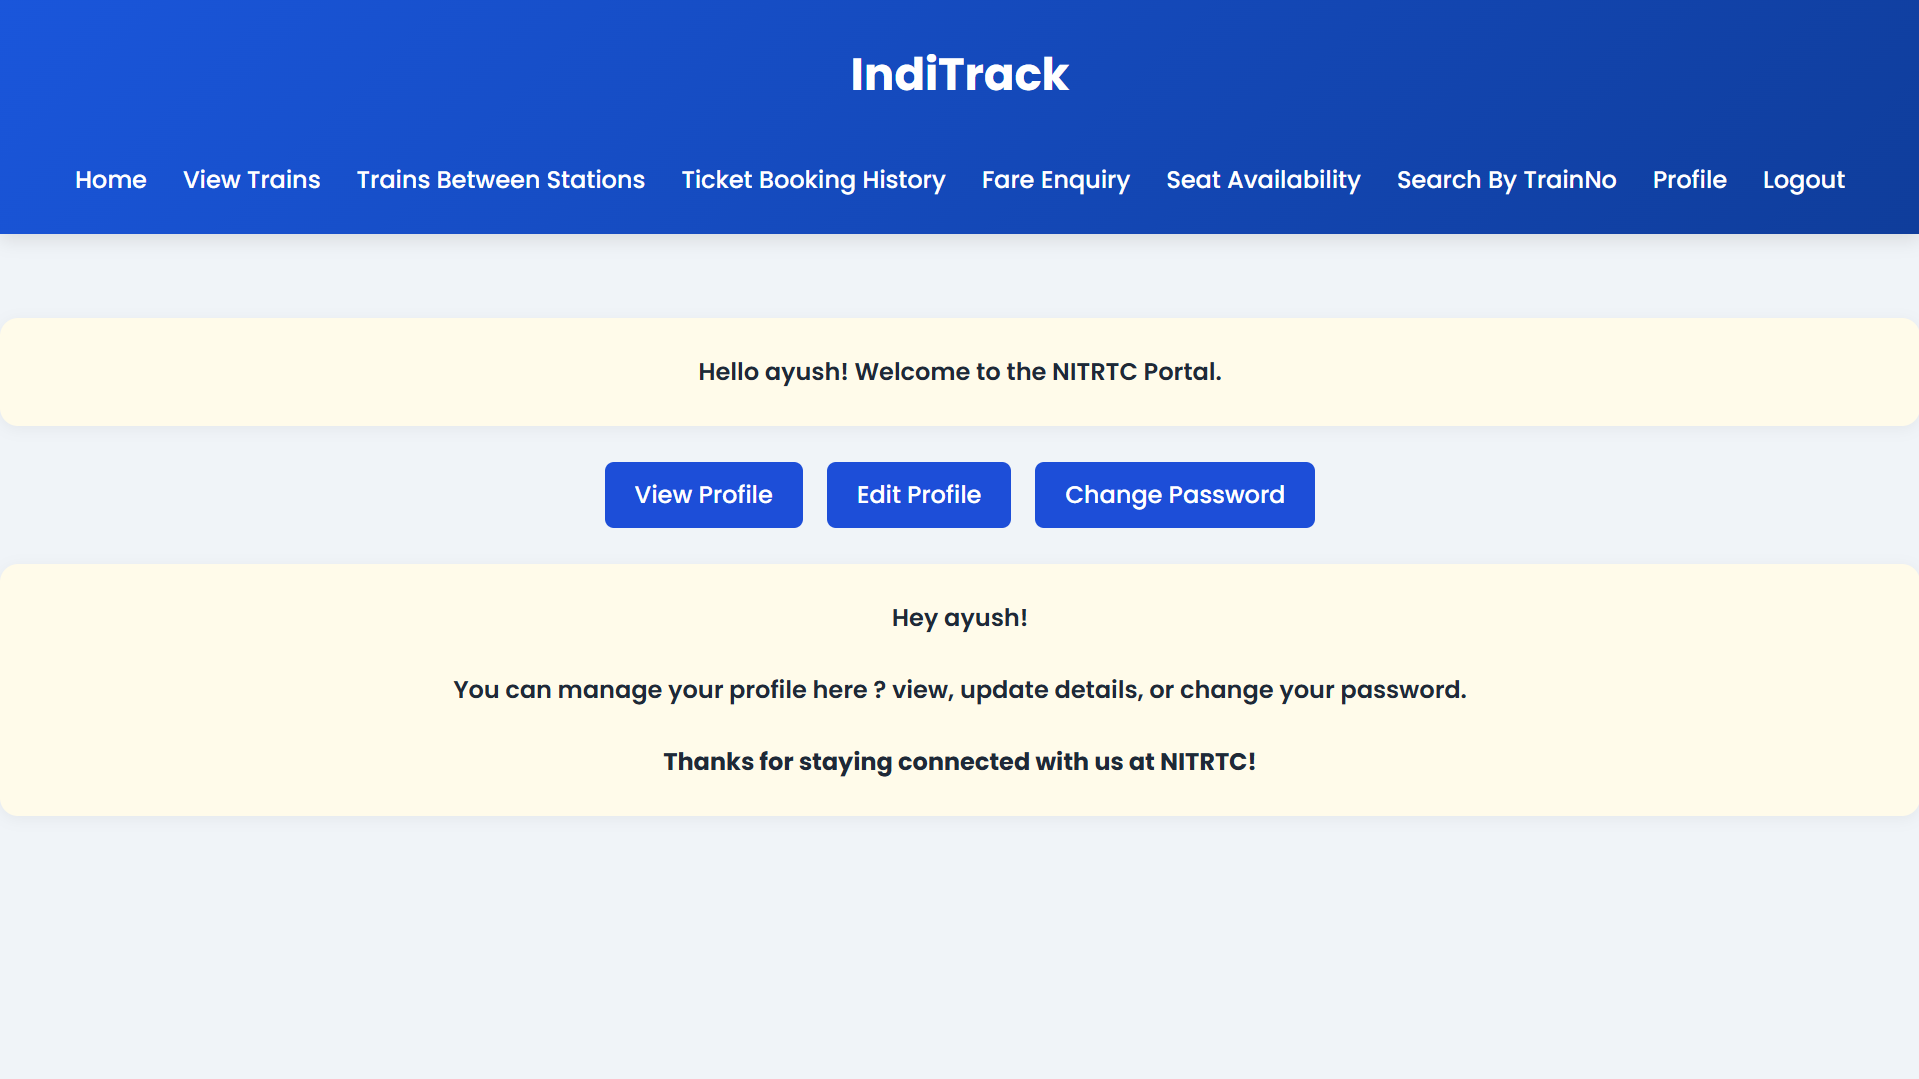 IndiTrack
Home View Trains Trains Between Stations Ticket Booking History Fare Enquiry Seat Availability Search By TrainNo Profile Logout
Hello ayush! Welcome to the NITRTC Portal.
View Profile Edit Profile Change Password
Hey ayush!
You can manage your profile here ? view, update details, or change your password.
Thanks for staying connected with us at NITRTC!